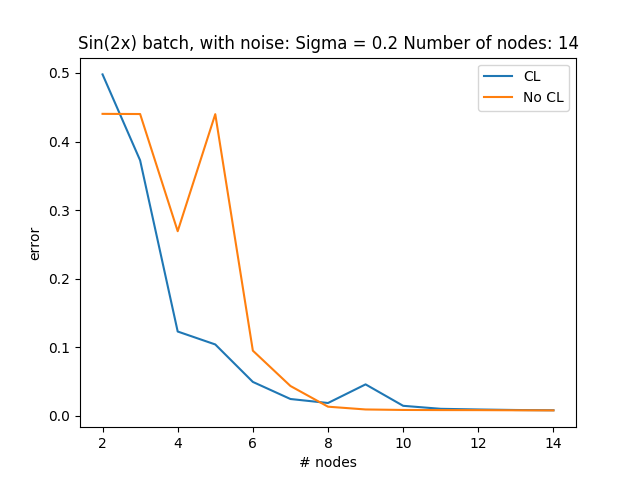 Sin(2x) batch, with noise: Sigma = 0.2 Number of nodes: 14
CL
No CL
0.5
0.4
0.3
0.2
0.1
0.0
error
2 4 6 8 10 12 14
# nodes